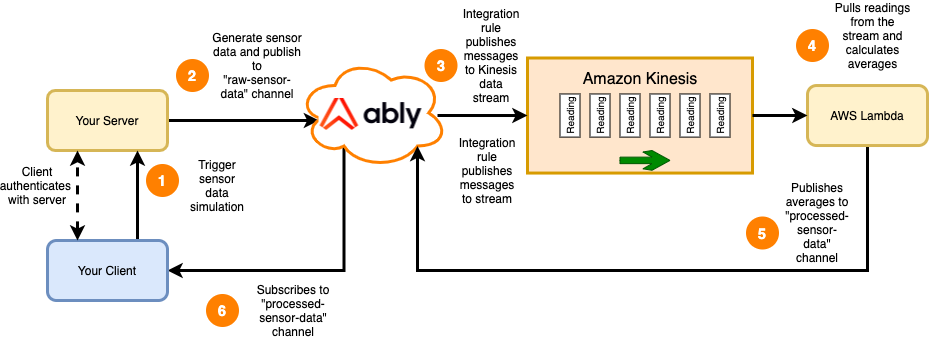 Generate sensor
data and publish
to
"raw-sensor-
data" channel
2
Integration
rule
publishes
messages
to Kinesis
data
stream
3
Pulls readings
from the
stream and
calculates
averages
4
Amazon Kinesis
Reading
Reading
Reading
Reading
Reading
Reading
Your Server
ably
AWS Lambda
Integration
rule
publishes
messages
to stream
Client
authenticates
with server
1
Trigger
sensor
data
simulation
Publishes
averages to
"processed-
sensor-
data"
channel
5
Your Client
6
Subscribes to
"processed-
sensor-data"
channel